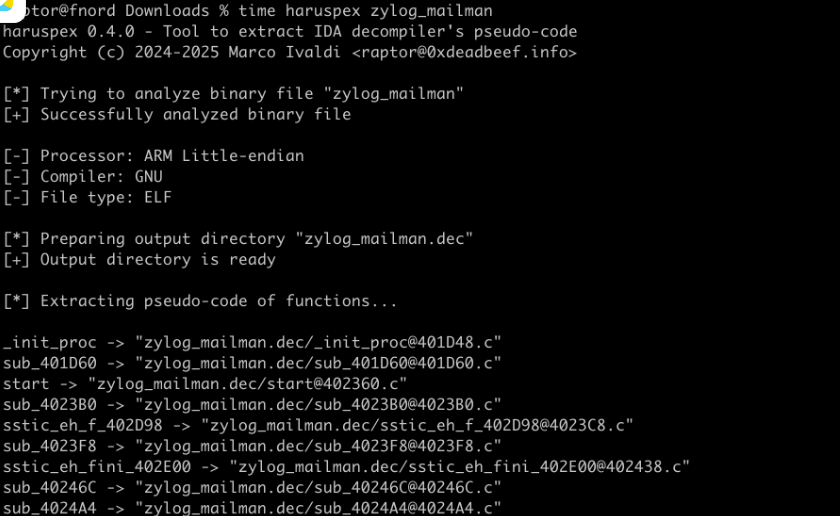 ptor@fnord Downloads % time haruspex zylog_mailman
haruspex 0.4.0 - Tool to extract IDA decompiler's pseudo-code
Copyright (c) 2024-2025 Marco Ivaldi <raptor@0xdeadbeef.info>
[*] Trying to analyze binary file "zylog_mailman"
[+] Successfully analyzed binary file
[-] Processor: ARM Little-endian
[-] Compiler: GNU
[-] File type: ELF
[*] Preparing output directory "zylog_mailman.dec"
[+] Output directory is ready
[*] Extracting pseudo-code of functions...
_init_proc -> "zylog_mailman.dec/_init_proc@401D48.c"
sub_401D60 -> "zylog_mailman.dec/sub_401D60@401D60.c"
start -> "zylog_mailman.dec/start@402360.c"
sub_4023B0 -> "zylog_mailman.dec/sub_4023B0@4023B0.c"
sstic_eh_f_402D98 -> "zylog_mailman.dec/sstic_eh_f_402D98@4023C8.c"
sub_4023F8 -> "zylog_mailman.dec/sub_4023F8@4023F8.c"
sstic_eh_fini_402E00 -> "zylog_mailman.dec/sstic_eh_fini_402E00@402438.c"
sub_40246C -> "zylog_mailman.dec/sub_40246C@40246C.c"
sub_4024A4 -> "zylog_mailman.dec/sub_4024A4@4024A4.c"